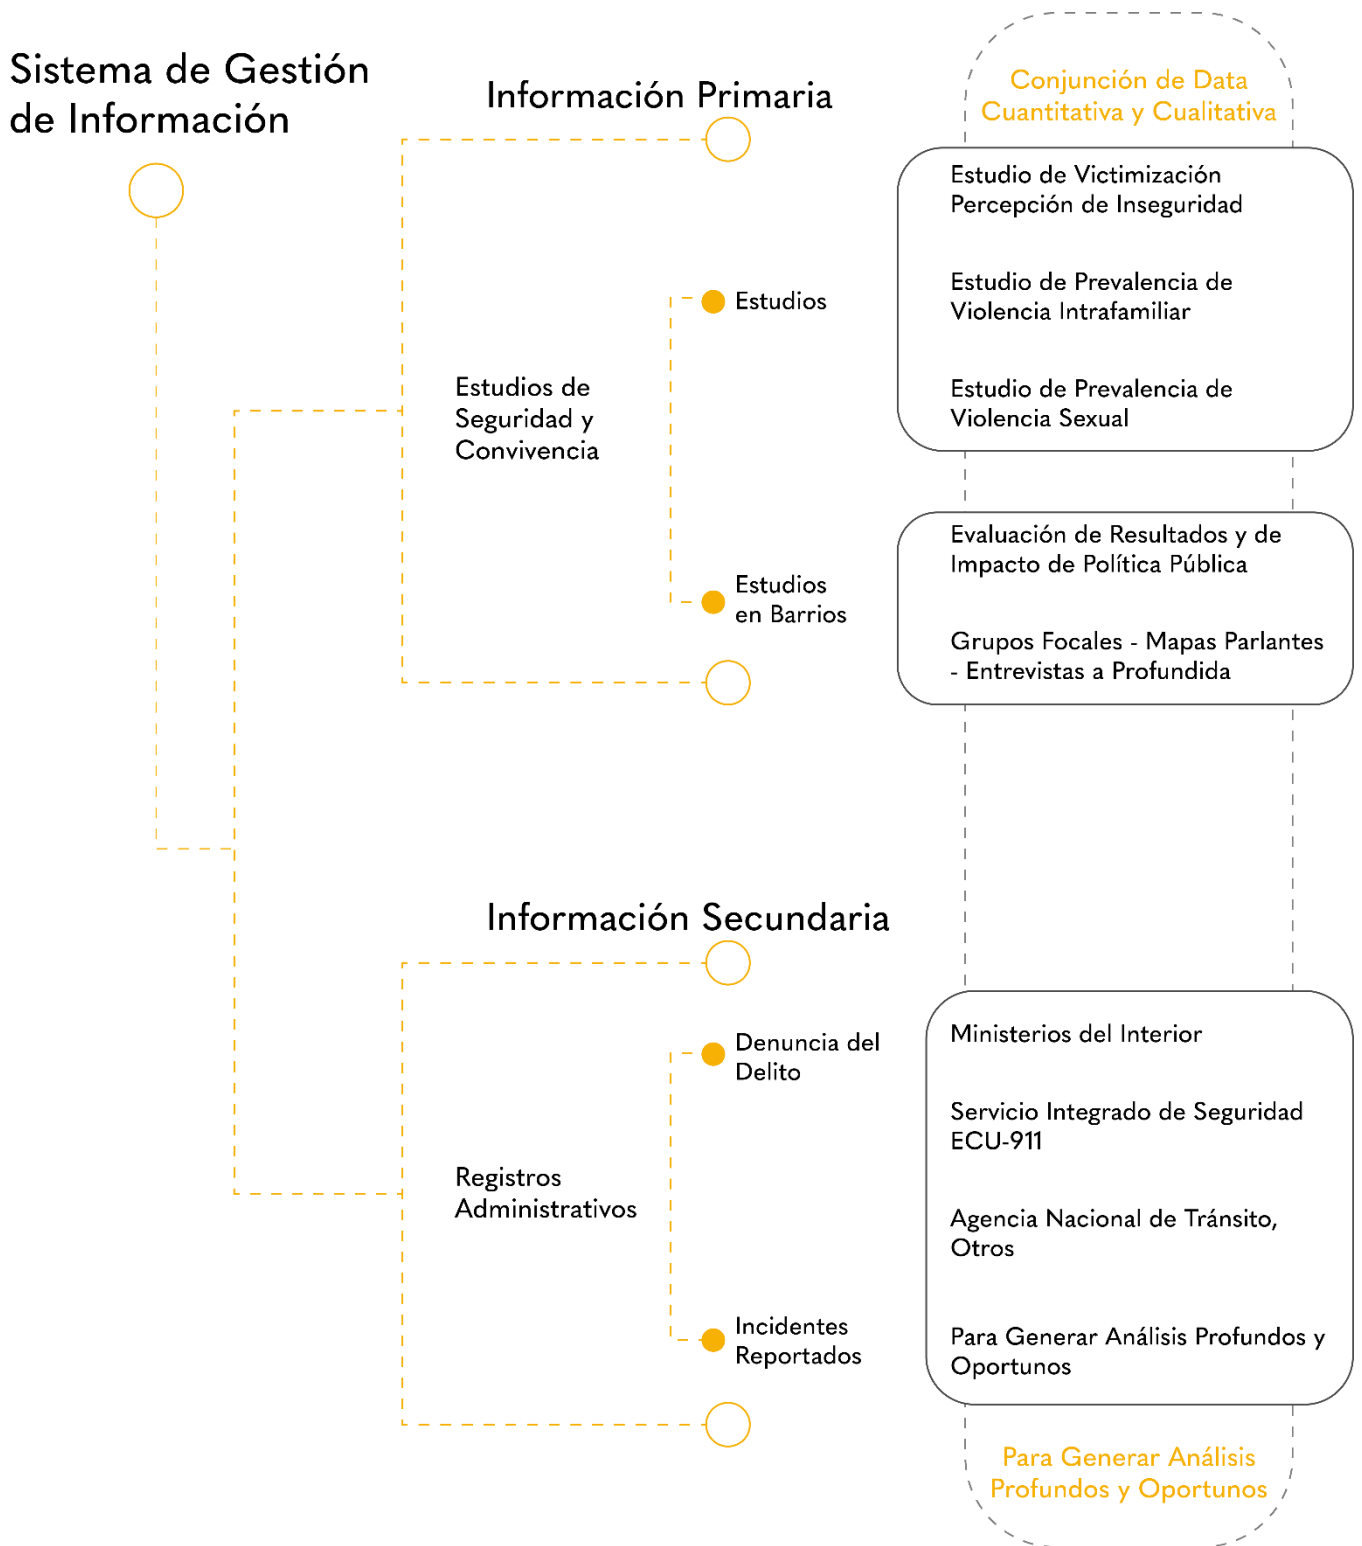 Sistema de Gestión
de Información
Información Primaria
Conjunción de Data
Cuantitativa y Cualitativa
Estudios de
Seguridad y
Convivencia
Estudios
Estudio de Victimización
Percepción de Inseguridad
Estudio de Prevalencia de
Violencia Intrafamiliar
Estudio de Prevalencia de
Violencia Sexual
Estudios
en Barrios
Evaluación de Resultados y de
Impacto de Política Pública
Grupos Focales - Mapas Parlantes
- Entrevistas a Profundida
Información Secundaria
Registros
Administrativos
Denuncia del
Delito
Incidentes
Reportados
Ministerios del Interior
Servicio Integrado de Seguridad
ECU-911
Agencia Nacional de Tránsito,
Otros
Para Generar Análisis Profundos y
Oportunos
Para Generar Análisis
Profundos y Oportunos